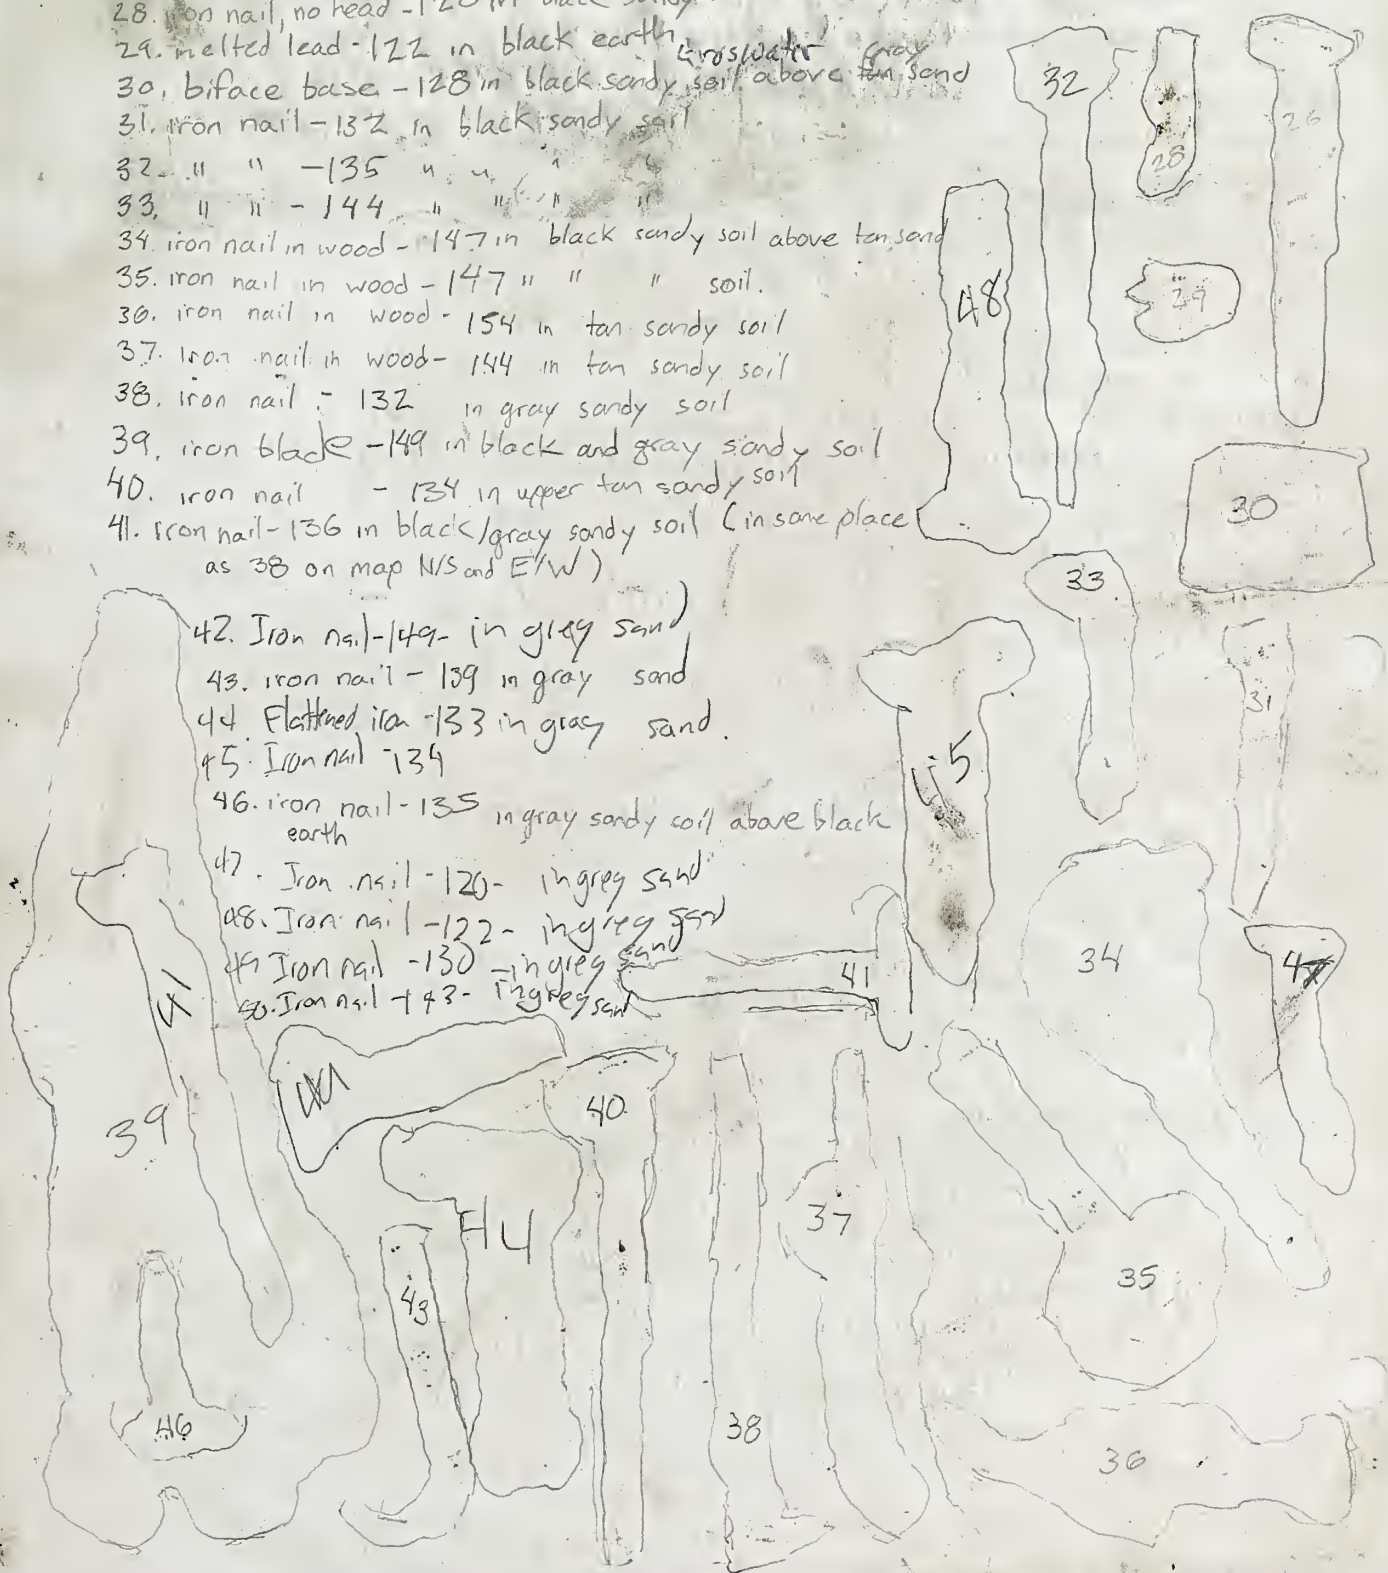 28. iron nail, no head - 120 in black sandy
29. melted lead - 122 in black earth
Groswater gray
30. biface base - 128 in black sandy soil above tan sand
31. iron nail - 132 in black sandy soil
32. " " - 135 " " " "
33. " " - 144 " " " "
34. iron nail in wood - 147 in black sandy soil above tan sand
35. iron nail in wood - 147 " " " soil.
36. iron nail in wood - 154 in tan sandy soil
37. Iron nail in wood - 144 in tan sandy soil
38. iron nail - 132 in gray sandy soil
39. iron blade - 149 in black and gray sandy soil
40. iron nail - 134 in upper tan sandy soil
41. Iron nail - 136 in black/gray sandy soil (in same place
as 38 on map N/S and E/W)
42. Iron nail - 149 - in grey sand
43. iron nail - 139 in gray sand
44. Flattned iron - 133 in gray sand.
45. Iron nail - 134
46. iron nail - 135 in gray sandy soil above black
earth
47. Iron nail - 120 - in grey sand
48. Iron nail - 122 - in grey sand
49 Iron nail - 130 - in grey sand
50. Iron nail - 143 - in grey sand
32
28
26
29
48
30
33
31
45
34
47
41
41
39
40
44
43
37
35
46
38
36